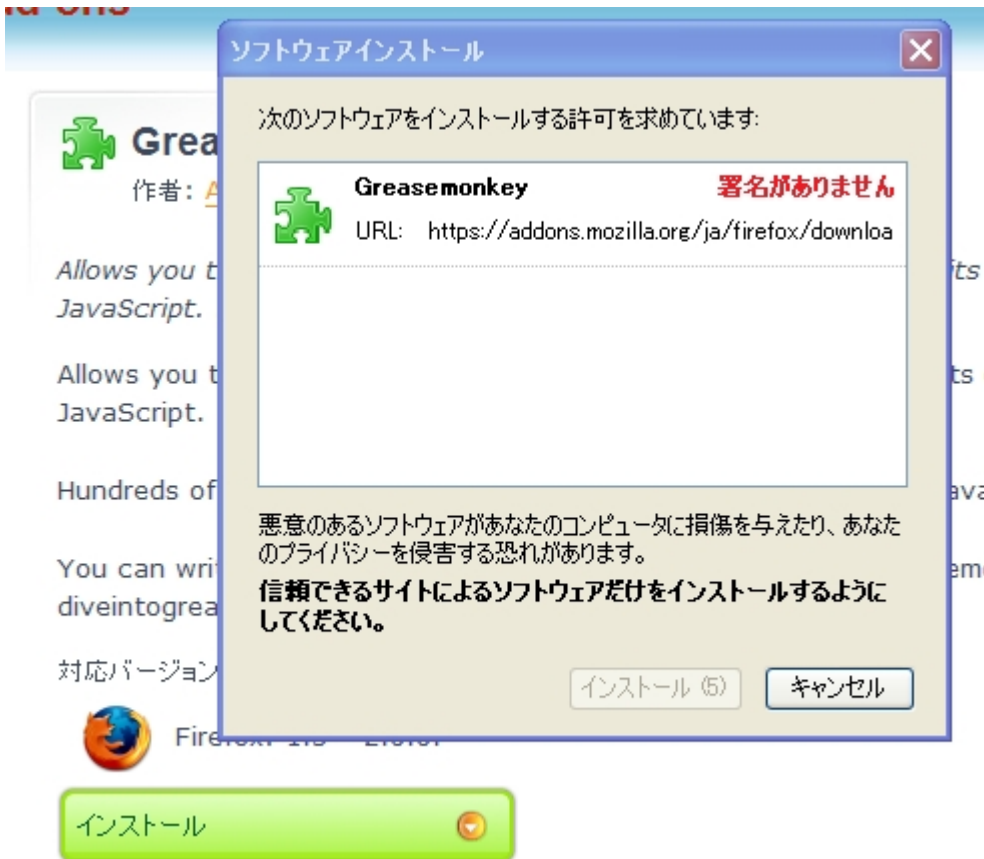 ソフトウェアインストール
次のソフトウェアをインストールする許可を求めています:
Grea
Greasemonkey 署名がありません
作者:
URL: https://addons.mozilla.org/ja/firefox/downloa
Allows you t
JavaScript.
Allows you t
JavaScript.
Hundreds of
悪意のあるソフトウェアがあなたのコンピュータに損傷を与えたり、あなた
のプライバシーを侵害する恐れがあります。
You can wri
信頼できるサイトによるソフトウェアだけをインストールするように
diveintogrea
してください。
対応バージョン
インストール (5) キャンセル
インストール